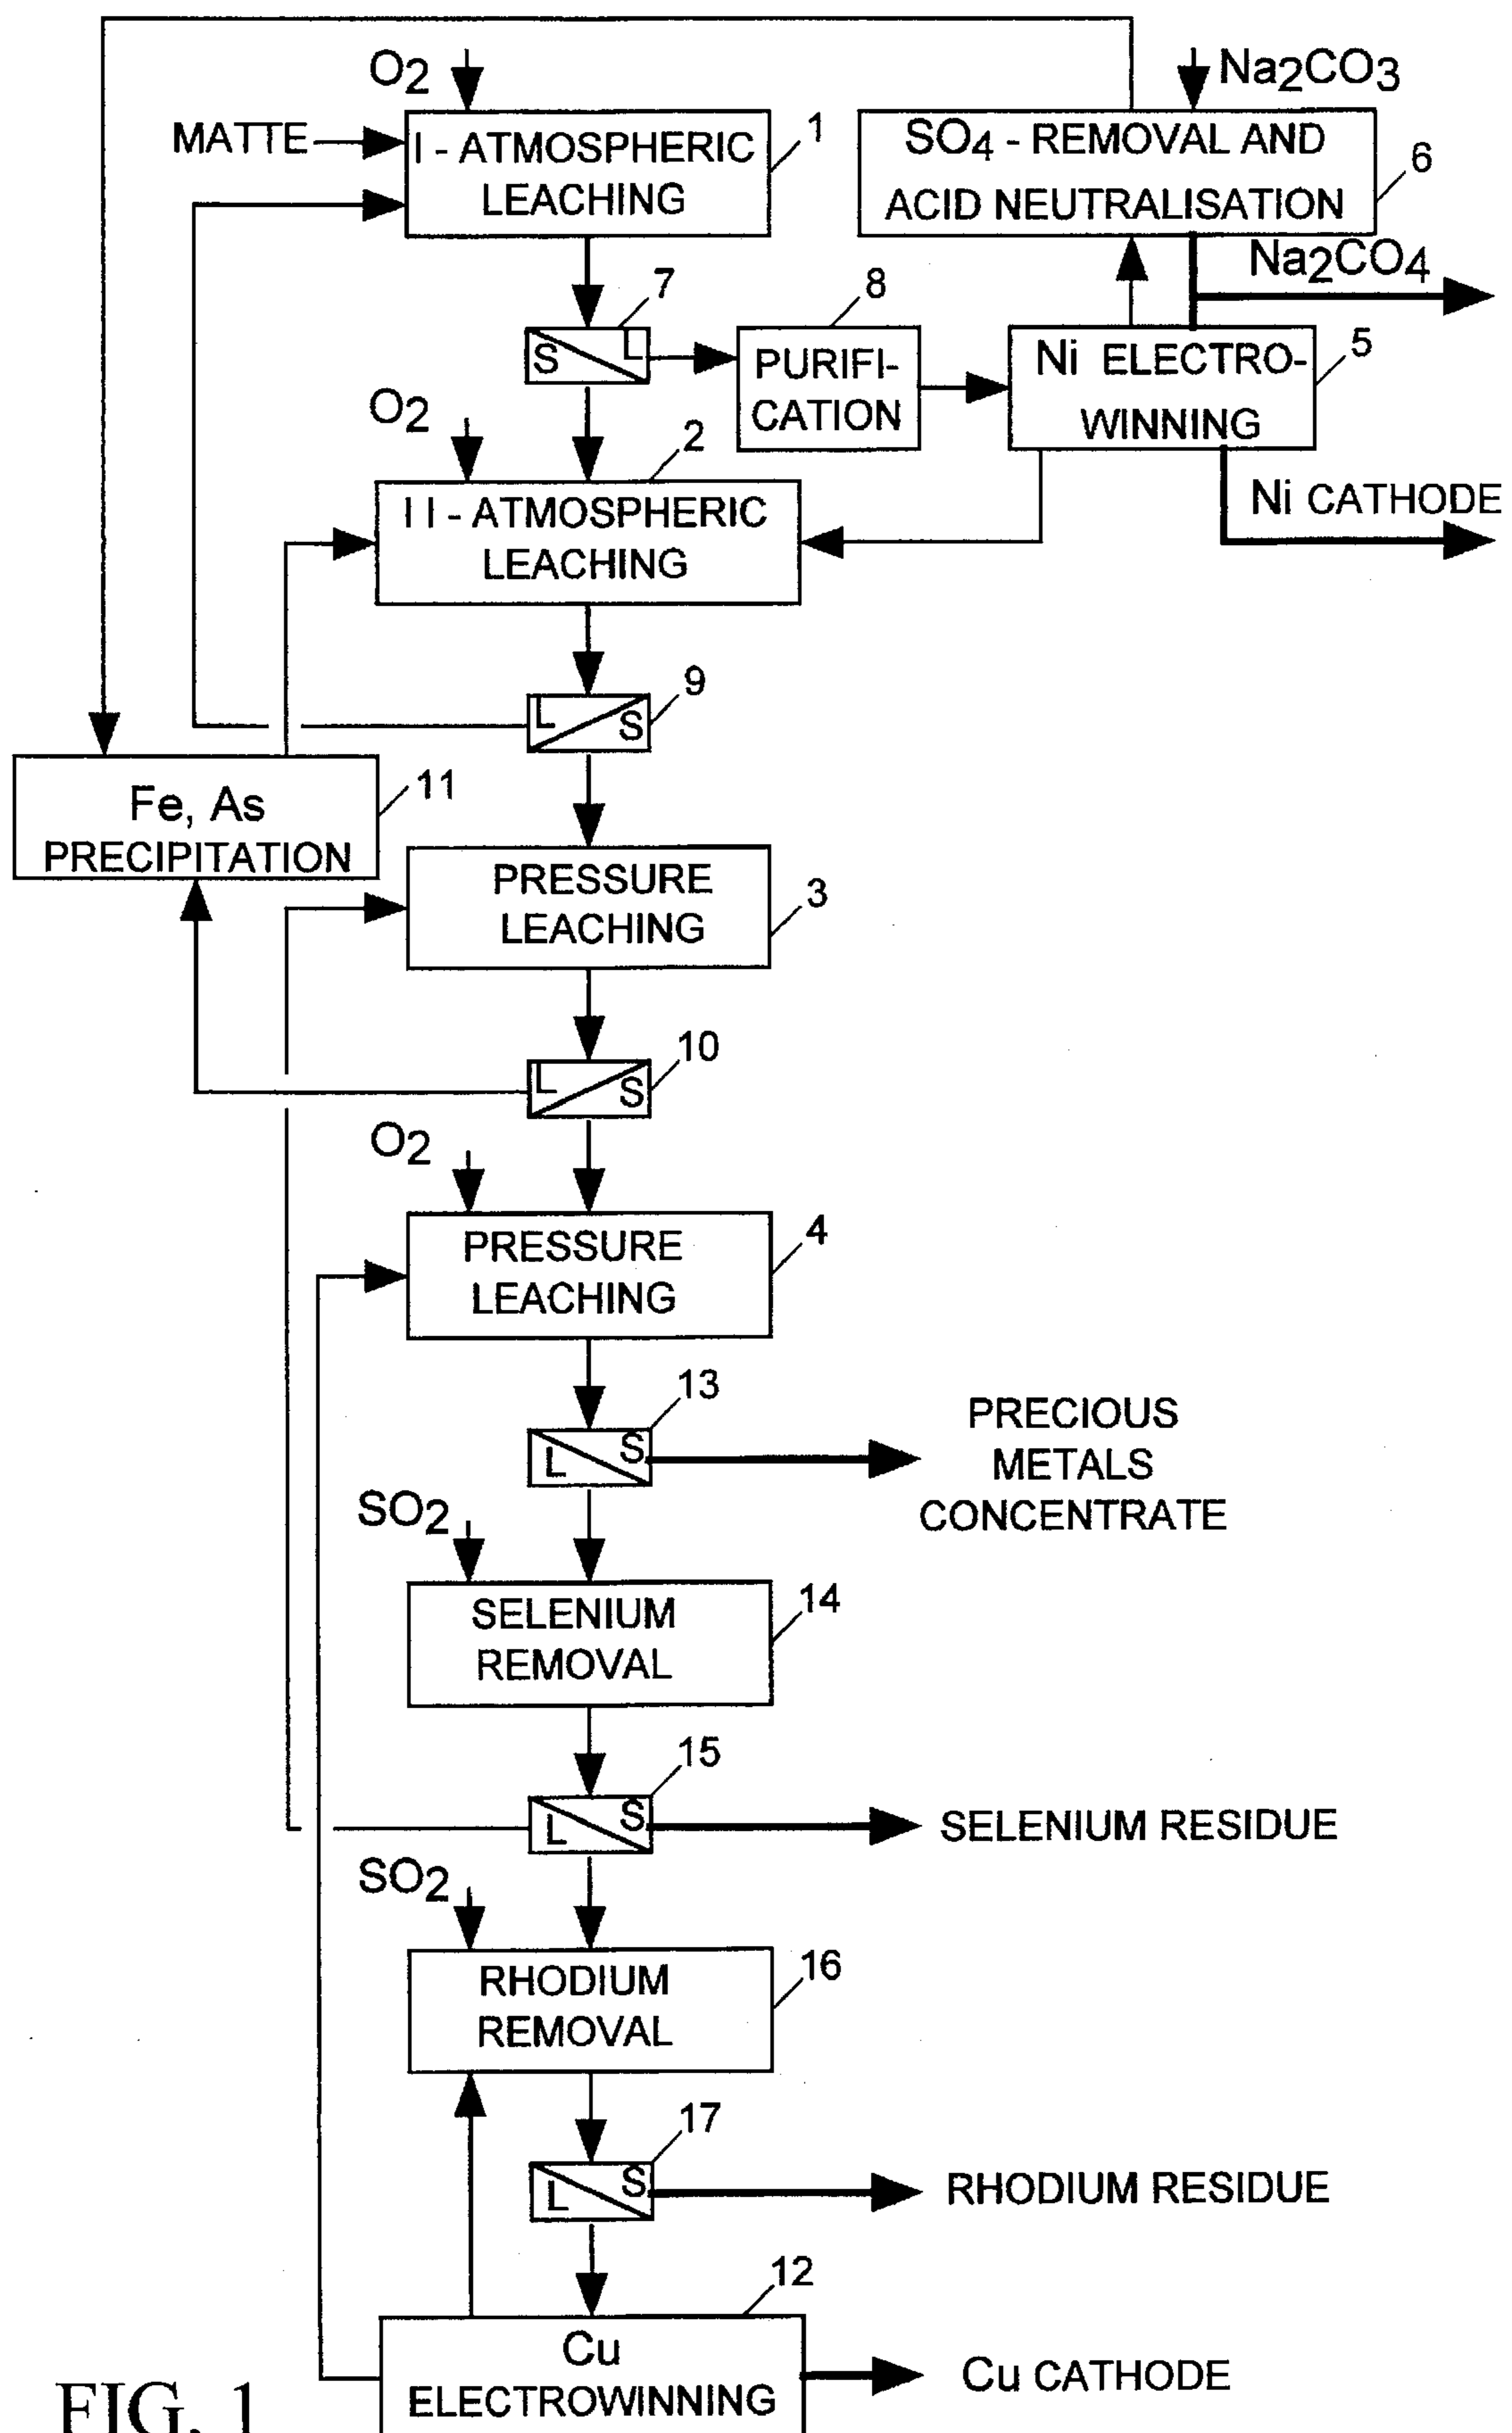 O2
Na2CO3
MATTE
I - ATMOSPHERIC
LEACHING
1
SO4 - REMOVAL AND
ACID NEUTRALISATION
6
Na2CO4
7
S
L
8
PURIFI-
CATION
Ni ELECTRO-
WINNING
5
O2
2
I I - ATMOSPHERIC
LEACHING
Ni CATHODE
9
L
S
Fe, As
PRECIPITATION
11
PRESSURE
LEACHING
3
10
L
S
O2
PRESSURE
LEACHING
4
13
L
S
PRECIOUS
METALS
CONCENTRATE
SO2
SELENIUM
REMOVAL
14
15
L
S
SELENIUM RESIDUE
SO2
RHODIUM
REMOVAL
16
17
L
S
RHODIUM RESIDUE
12
Cu
ELECTROWINNING
Cu CATHODE
FIG. 1